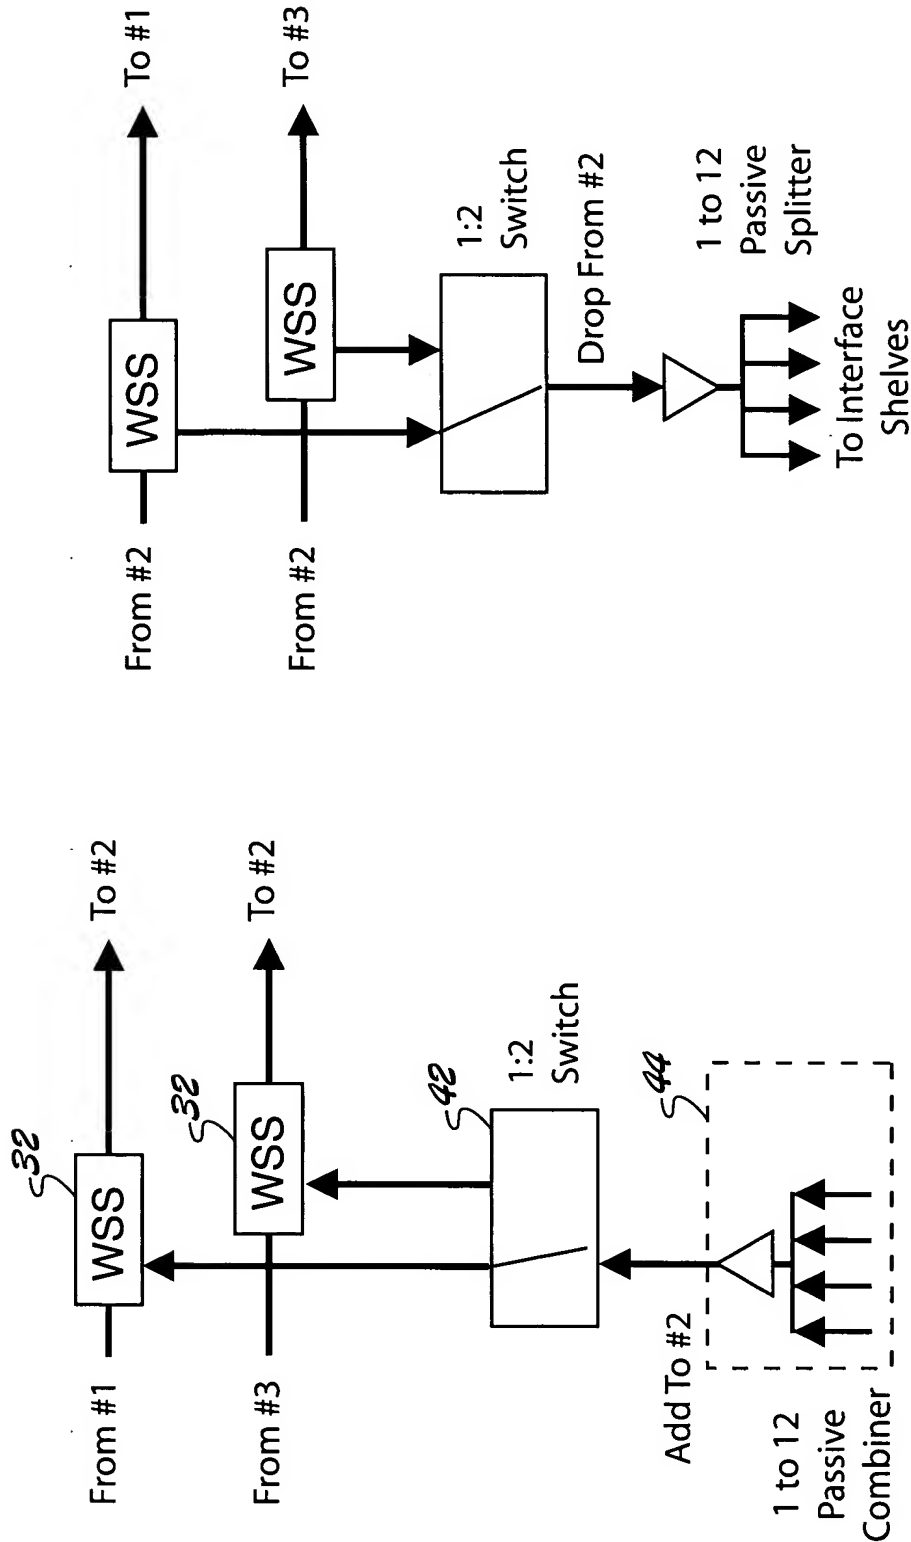 From #2
WSS
To #1
From #2
WSS
To #3
1:2
Switch
Drop From #2
1 to 12
Passive
Splitter
To Interface
Shelves
From #1
WSS
32
To #2
From #3
WSS
32
To #2
42
1:2
Switch
Add To #2
44
1 to 12
Passive
Combiner